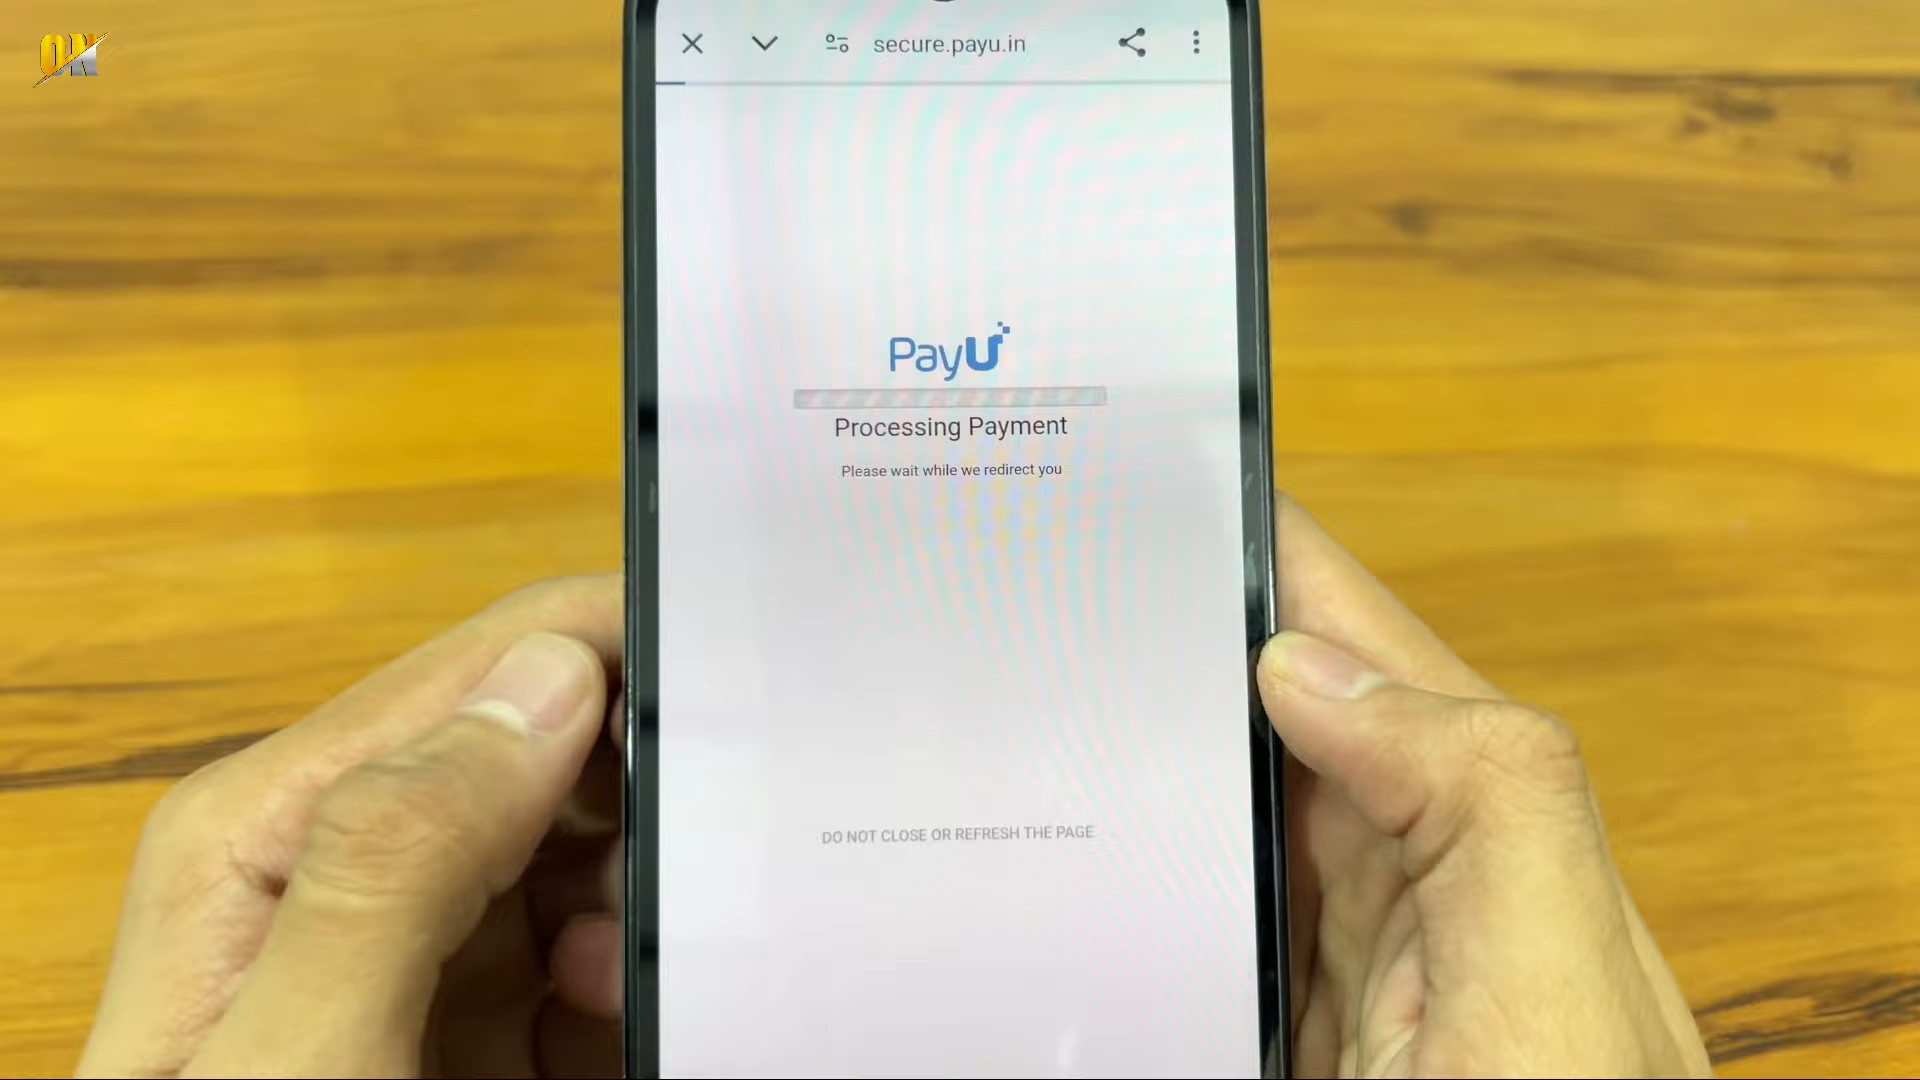 ON
secure.payu.in
PayU
Processing Payment
Please wait while we redirect you
DO NOT CLOSE OR REFRESH THE PAGE